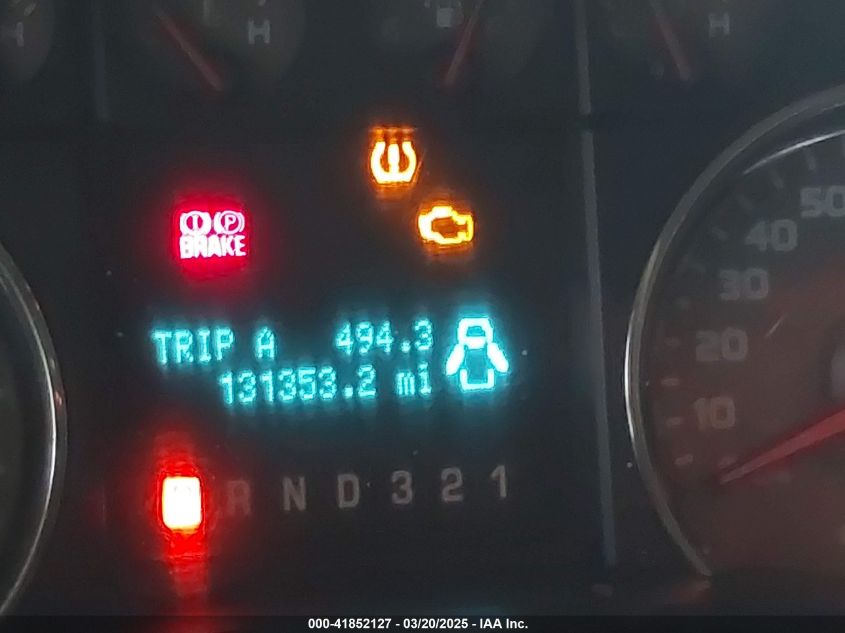 H
H
H
50
40
30
20
10
BRAKE
TRIP A 494.3
131353.2 mi
R N D 3 2 1
000-41852127 - 03/20/2025 - IAA Inc.